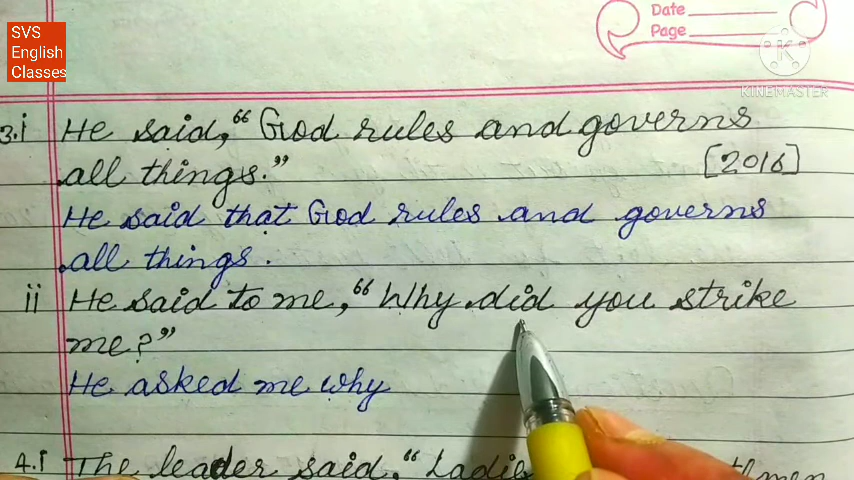 SVS
English
Classes
Date
Page
KINEMASTER
3.i He said, "God rules and governs
all things." [2016]
He said that God rules and governs
all things.
ii He said to me, "Why did you strike
me?"
He asked me why
4.i The leader said, "Ladies